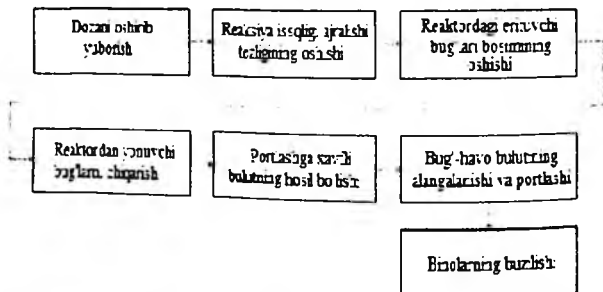 Dozani oshirib
yuborish
Reaksiya issqlig ajralishi
tezligining oshishi
Reaktordagi erituvchi
bug'lari bosimining
oshishi
Reaktordan yonuvchi
bug'larni chiqarish
Portlashga xavfli
bulutning hosil bo'lishi
Bug'-havo bulutining
alangalanishi va portlashi
Binolarning buzilishi